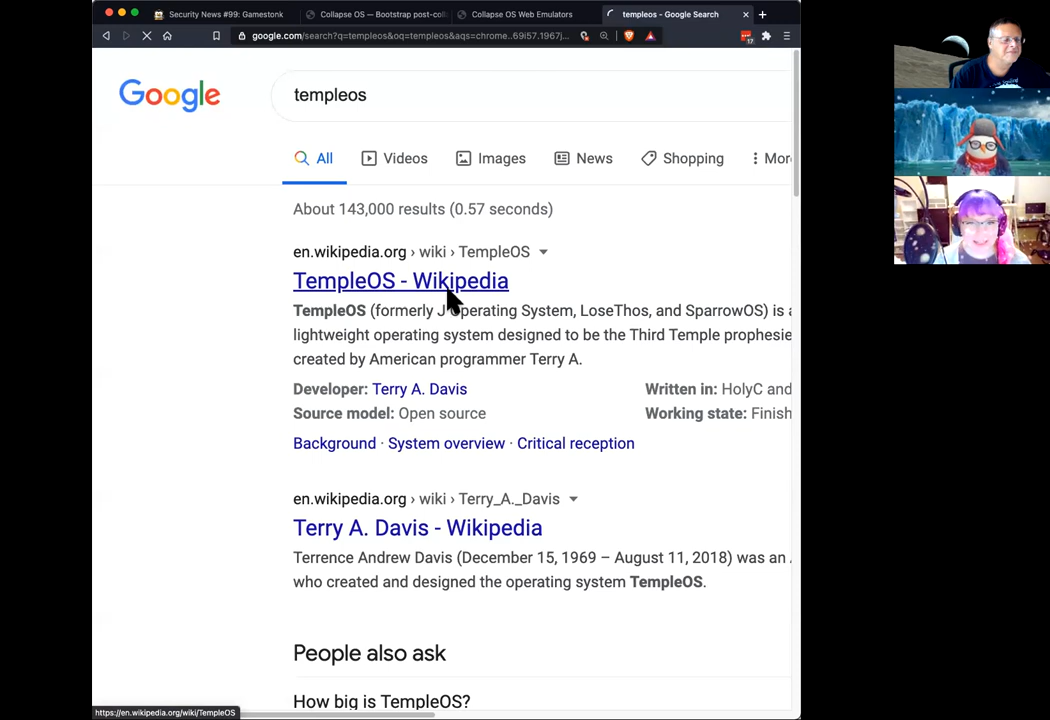 Security News #99: Gamestonk
Collapse OS — Bootstrap post-coll
Collapse OS Web Emulators
templeos - Google Search
google.com/search?q=templeos&oq=templeos&aqs=chrome..69i57.1967j...
17
Google
templeos
All
Videos
Images
News
Shopping
Mor
About 143,000 results (0.57 seconds)
en.wikipedia.org › wiki › TempleOS
TempleOS - Wikipedia
TempleOS (formerly J Operating System, LoseThos, and SparrowOS) is a
lightweight operating system designed to be the Third Temple prophesie
created by American programmer Terry A.
Developer: Terry A. Davis
Written in: HolyC and
Source model: Open source
Working state: Finish
Background · System overview · Critical reception
en.wikipedia.org › wiki › Terry_A._Davis
Terry A. Davis - Wikipedia
Terrence Andrew Davis (December 15, 1969 – August 11, 2018) was an
who created and designed the operating system TempleOS.
People also ask
How big is TempleOS?
https://en.wikipedia.org/wiki/TempleOS